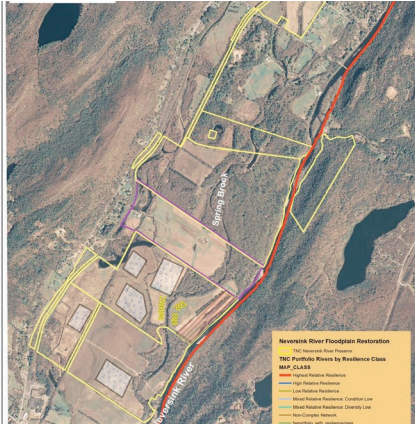 Spring Brook
Neversink River
Neversink River Floodplain Restoration
TNC Neversink River Preserve
TNC Portfolio Rivers by Resilience Class
MAP_CLASS
Highest Relative Resilience
High Relative Resilience
Low Relative Resilience
Mixed Relative Resilience: Condition Low
Mixed Relative Resilience: Diversity Low
Non-Complex Network